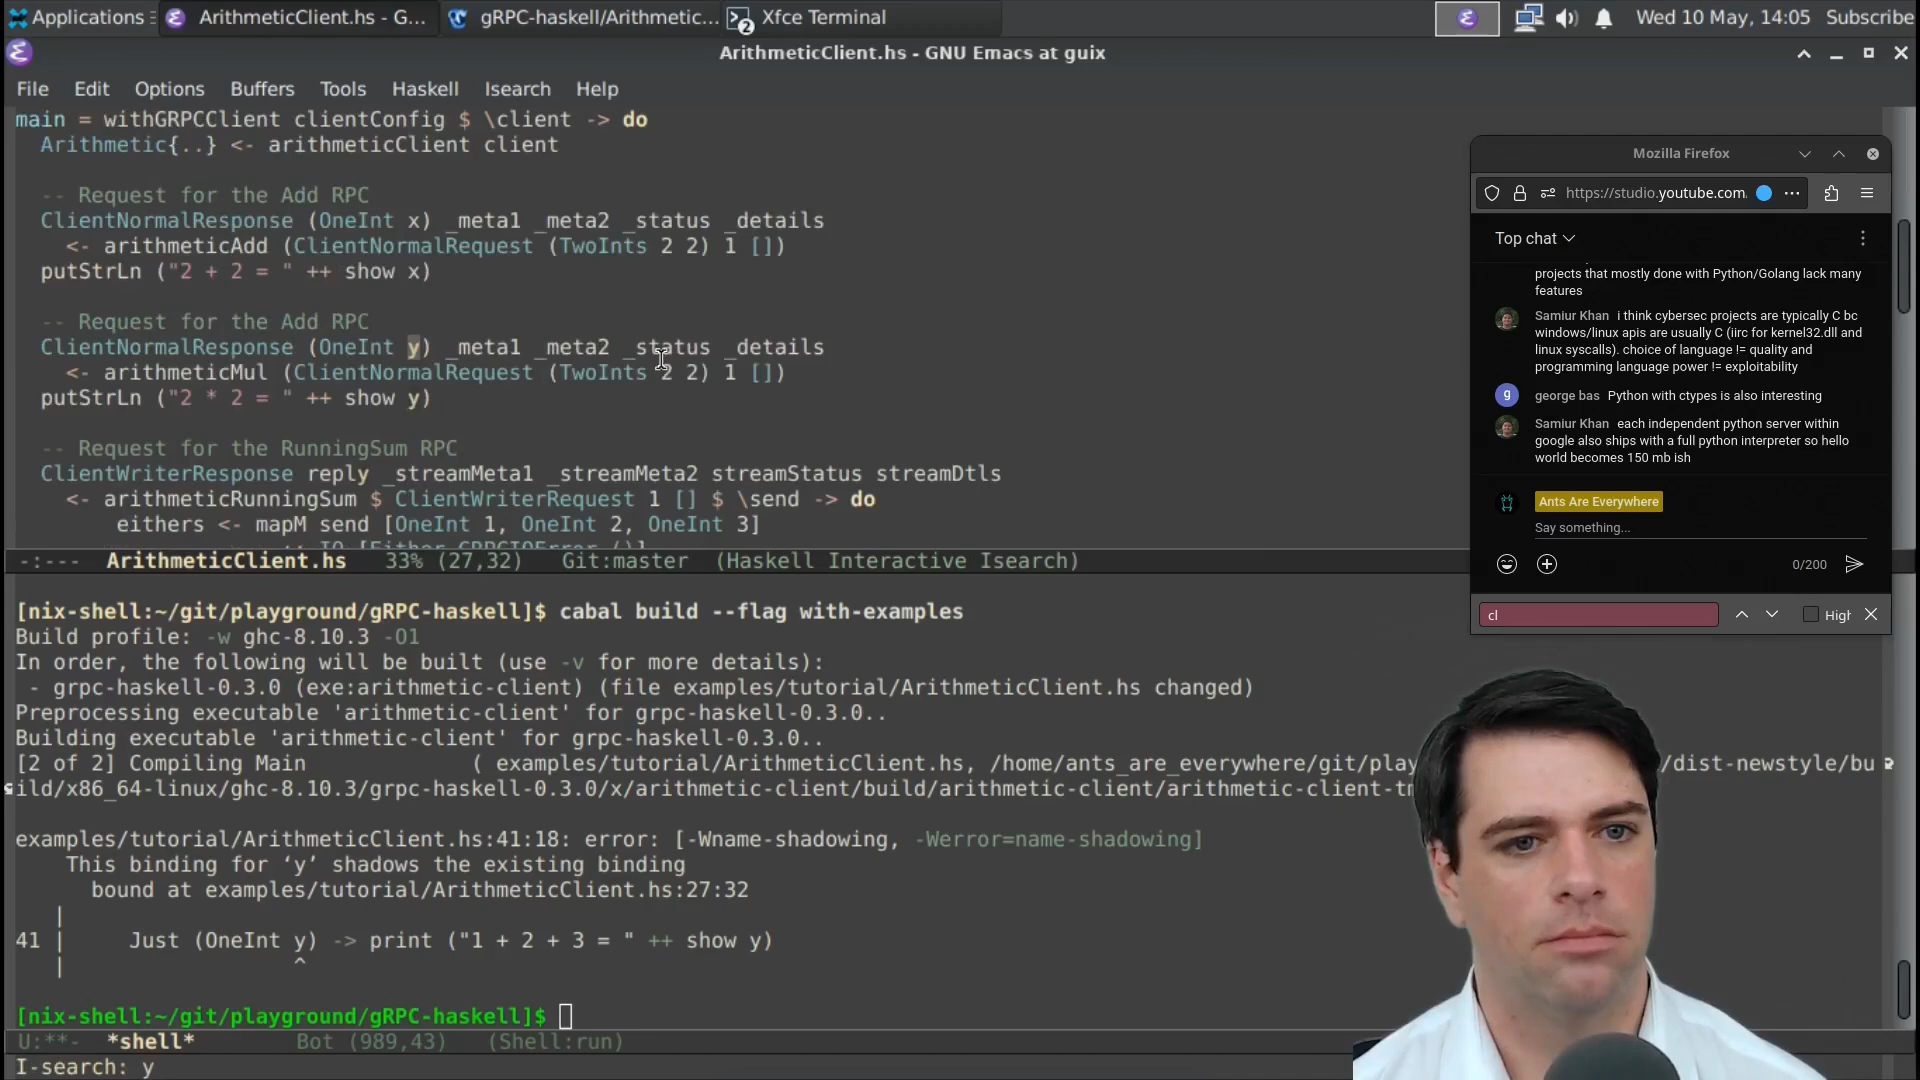 Applications
ArithmeticClient.hs - G...
gRPC-haskell/Arithmetic...
2
Xfce Terminal
Wed 10 May, 14:05
Subscribe
ArithmeticClient.hs - GNU Emacs at guix
File Edit Options Buffers Tools Haskell Isearch Help
main = withGRPCClient clientConfig $ \client -> do
  Arithmetic{..} <- arithmeticClient client
  -- Request for the Add RPC
  ClientNormalResponse (OneInt x) _meta1 _meta2 _status _details
    <- arithmeticAdd (ClientNormalRequest (TwoInts 2 2) 1 [])
  putStrLn ("2 + 2 = " ++ show x)
  -- Request for the Add RPC
  ClientNormalResponse (OneInt y) _meta1 _meta2 _status _details
    <- arithmeticMul (ClientNormalRequest (TwoInts 2 2) 1 [])
  putStrLn ("2 * 2 = " ++ show y)
  -- Request for the RunningSum RPC
  ClientWriterResponse reply _streamMeta1 _streamMeta2 streamStatus streamDtls
    <- arithmeticRunningSum $ ClientWriterRequest 1 [] $ \send -> do
        eithers <- mapM send [OneInt 1, OneInt 2, OneInt 3]
-:--- ArithmeticClient.hs 33% (27,32) Git:master (Haskell Interactive Isearch)
[nix-shell:~/git/playground/gRPC-haskell]$ cabal build --flag with-examples
Build profile: -w ghc-8.10.3 -O1
In order, the following will be built (use -v for more details):
 - grpc-haskell-0.3.0 (exe:arithmetic-client) (file examples/tutorial/ArithmeticClient.hs changed)
Preprocessing executable 'arithmetic-client' for grpc-haskell-0.3.0..
Building executable 'arithmetic-client' for grpc-haskell-0.3.0..
[2 of 2] Compiling Main ( examples/tutorial/ArithmeticClient.hs, /home/ants_are_everywhere/git/play /dist-newstyle/bu
ild/x86_64-linux/ghc-8.10.3/grpc-haskell-0.3.0/x/arithmetic-client/build/arithmetic-client/arithmetic-client-tm
examples/tutorial/ArithmeticClient.hs:41:18: error: [-Wname-shadowing, -Werror=name-shadowing]
    This binding for ‘y’ shadows the existing binding
      bound at examples/tutorial/ArithmeticClient.hs:27:32
   |
41 |     Just (OneInt y) -> print ("1 + 2 + 3 = " ++ show y)
   |                  ^
[nix-shell:~/git/playground/gRPC-haskell]$
U:**- *shell* Bot (989,43) (Shell:run)
I-search: y
Mozilla Firefox
https://studio.youtube.com.
Top chat
projects that mostly done with Python/Golang lack many
features
Samiur Khan i think cybersec projects are typically C bc
windows/linux apis are usually C (iirc for kernel32.dll and
linux syscalls). choice of language != quality and
programming language power != exploitability
g
george bas Python with ctypes is also interesting
Samiur Khan each independent python server within
google also ships with a full python interpreter so hello
world becomes 150 mb ish
Ants Are Everywhere
Say something...
0/200
cl
High